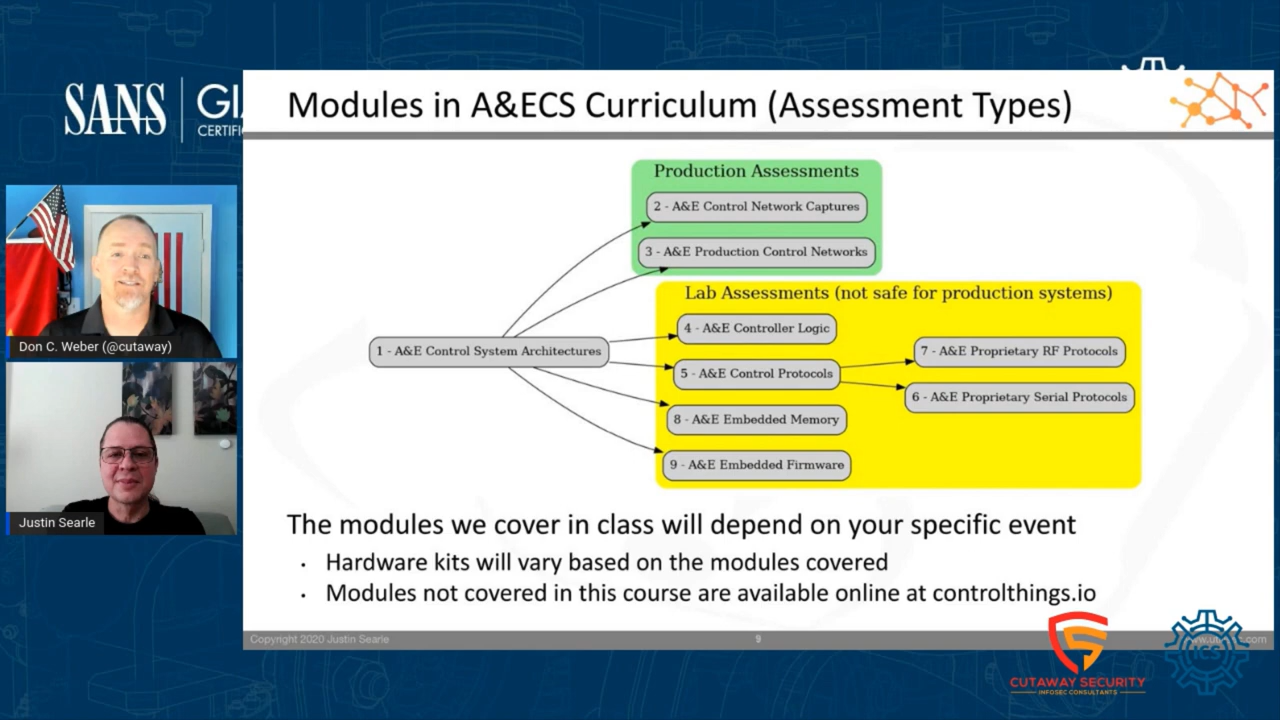 SANS
GI
CERTIFI
Modules in A&ECS Curriculum (Assessment Types)
Production Assessments
2 - A&E Control Network Captures
3 - A&E Production Control Networks
Lab Assessments (not safe for production systems)
4 - A&E Controller Logic
1 - A&E Control System Architectures
7 - A&E Proprietary RF Protocols
5 - A&E Control Protocols
6 - A&E Proprietary Serial Protocols
8 - A&E Embedded Memory
9 - A&E Embedded Firmware
Don C. Weber (@cutaway)
Justin Searle
The modules we cover in class will depend on your specific event
· Hardware kits will vary based on the modules covered
· Modules not covered in this course are available online at controlthings.io
Copyright 2020 Justin Searle
9
CUTAWAY SECURITY
INFOSEC CONSULTANTS
ICS